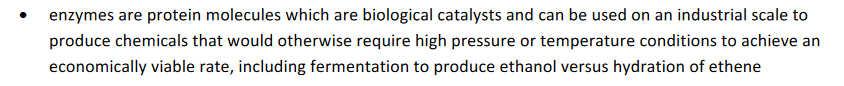 • enzymes are protein molecules which are biological catalysts and can be used on an industrial scale to
produce chemicals that would otherwise require high pressure or temperature conditions to achieve an
economically viable rate, including fermentation to produce ethanol versus hydration of ethene